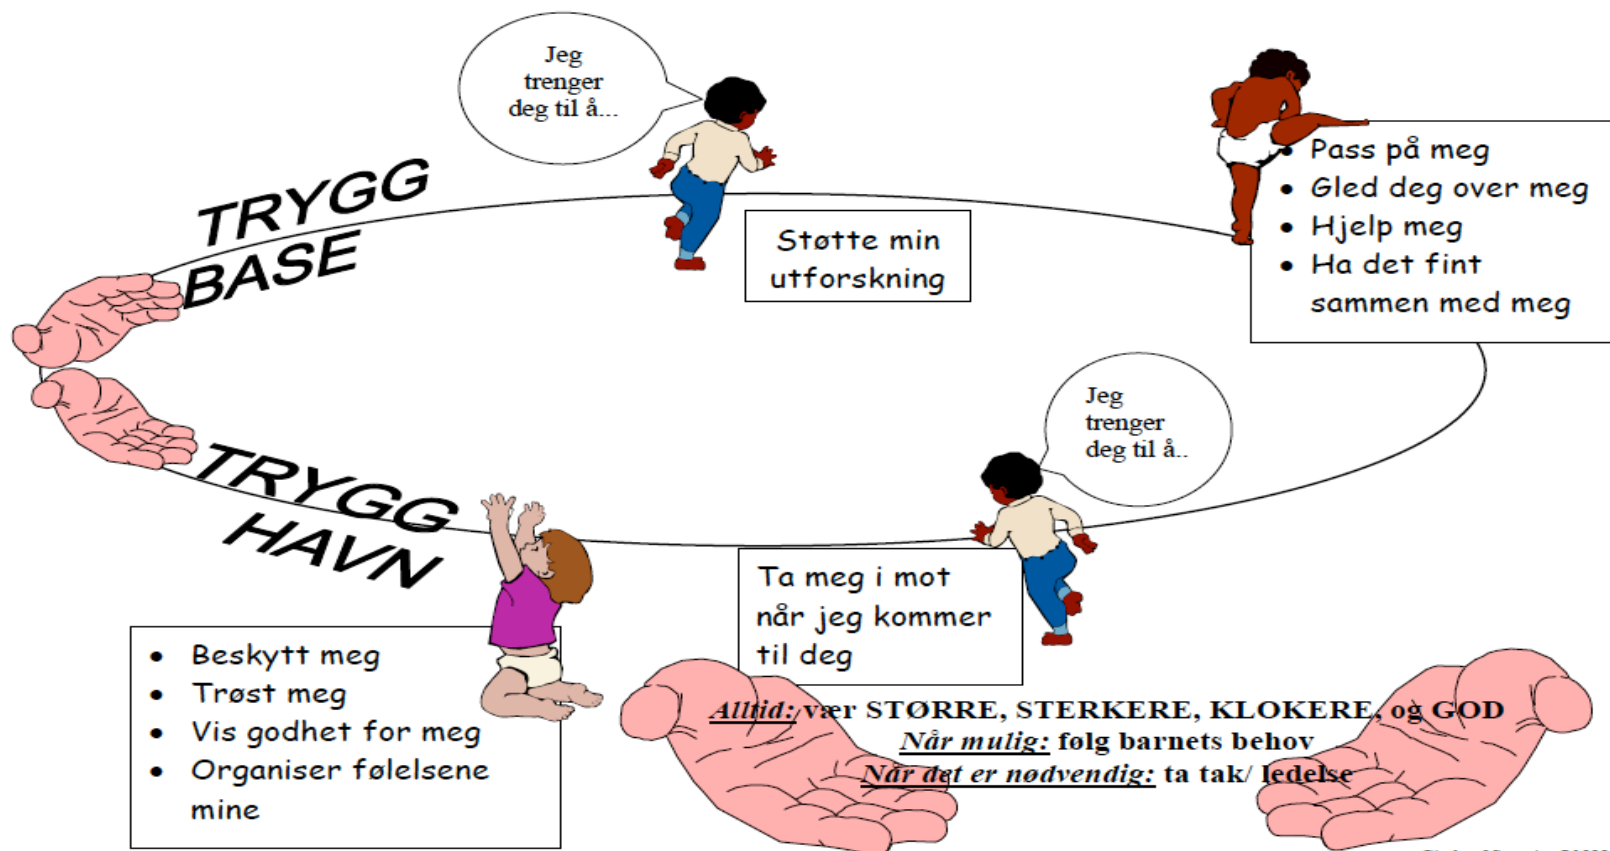 Jeg
trenger
deg til å...
TRYGG
BASE
Støtte min
utforskning
• Pass på meg
• Gled deg over meg
• Hjelp meg
• Ha det fint
sammen med meg
Jeg
trenger
deg til å..
TRYGG
HAVN
Ta meg i mot
når jeg kommer
til deg
• Beskytt meg
• Trøst meg
• Vis godhet for meg
• Organiser følelsene
mine
Alltid: vær STØRRE, STERKERE, KLOKERE, og GOD
Når mulig: følg barnets behov
Når det er nødvendig: ta tak/ ledelse